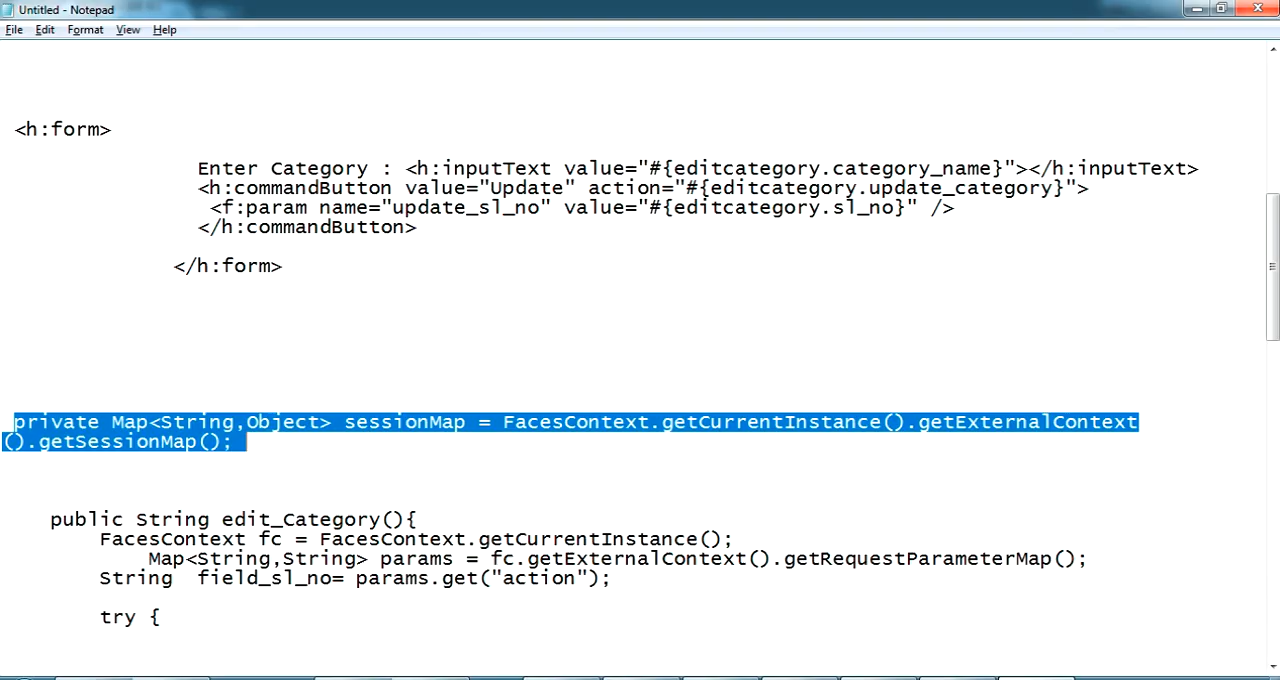 Untitled - Notepad
File Edit Format View Help
<h:form>
Enter Category : <h:inputText value="#{editcategory.category_name}"></h:inputText>
<h:commandButton value="Update" action="#{editcategory.update_category}">
<f:param name="update_sl_no" value="#{editcategory.sl_no}" />
</h:commandButton>
</h:form>
private Map<String,Object> sessionMap = FacesContext.getCurrentInstance().getExternalContext
().getSessionMap();
public String edit_Category(){
FacesContext fc = FacesContext.getCurrentInstance();
Map<String,String> params = fc.getExternalContext().getRequestParameterMap();
String  field_sl_no= params.get("action");
try {